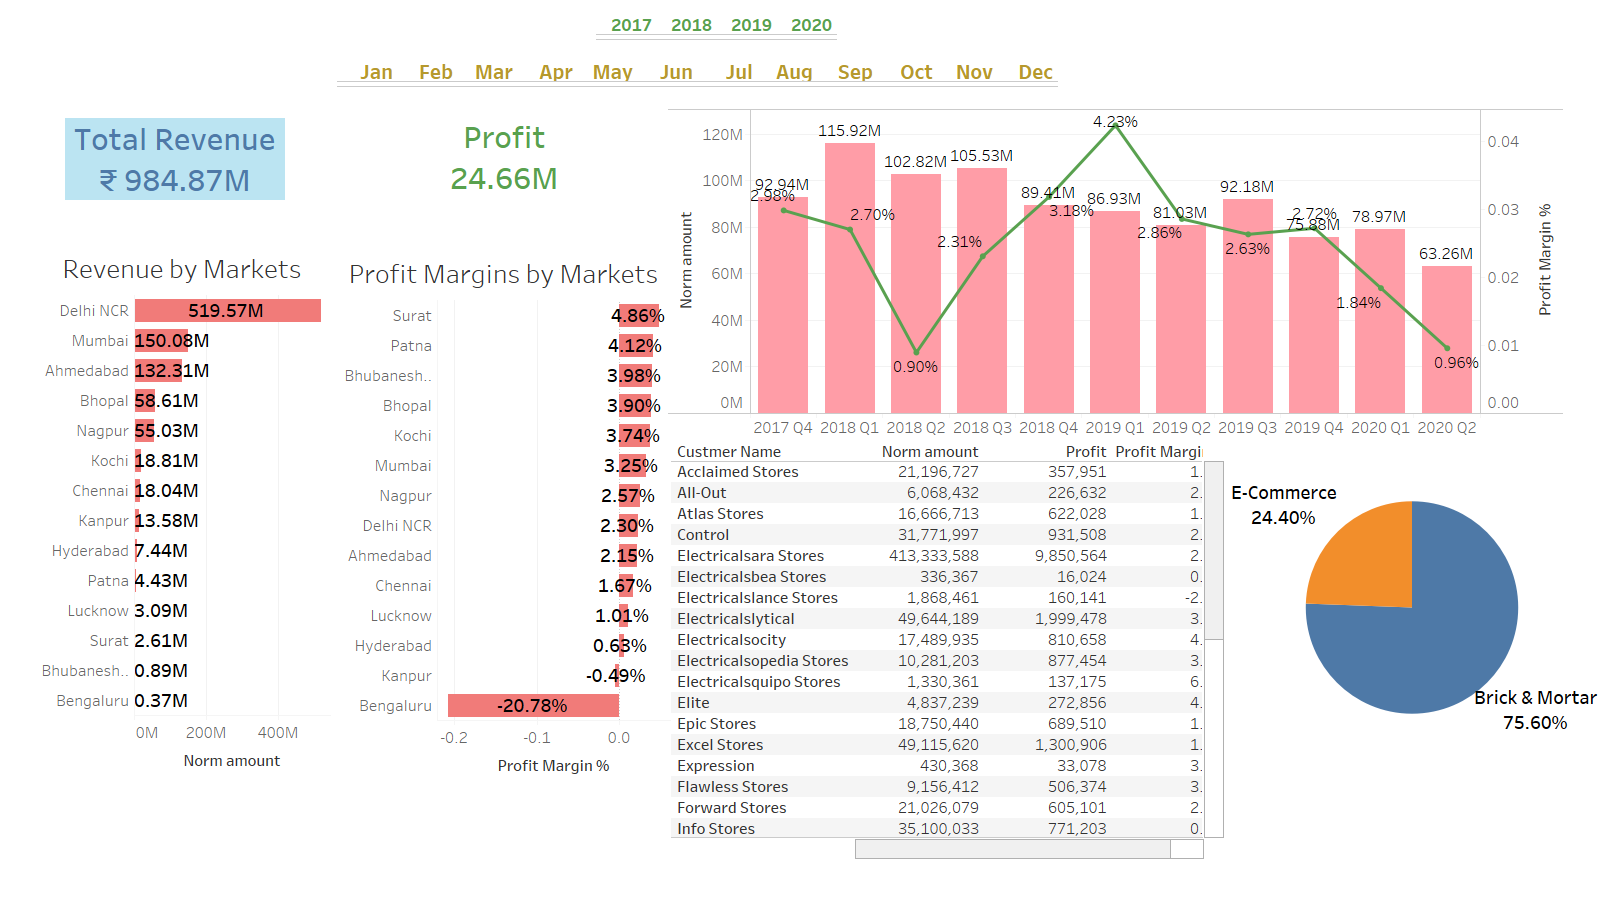 2017 2018 2019 2020
Jan Feb Mar Apr May Jun Jul Aug Sep Oct Nov Dec
Total Revenue
₹ 984.87M
Profit
24.66M
Revenue by Markets
Delhi NCR 519.57M
Mumbai 150.08M
Ahmedabad 132.31M
Bhopal 58.61M
Nagpur 55.03M
Kochi 18.81M
Chennai 18.04M
Kanpur 13.58M
Hyderabad 7.44M
Patna 4.43M
Lucknow 3.09M
Surat 2.61M
Bhubanesh.. 0.89M
Bengaluru 0.37M
0M 200M 400M
Norm amount
Profit Margins by Markets
Surat 4.86%
Patna 4.12%
Bhubanesh.. 3.98%
Bhopal 3.90%
Kochi 3.74%
Mumbai 3.25%
Nagpur 2.57%
Delhi NCR 2.30%
Ahmedabad 2.15%
Chennai 1.67%
Lucknow 1.01%
Hyderabad 0.63%
Kanpur -0.49%
Bengaluru -20.78%
-0.2 -0.1 0.0
Profit Margin %
Norm amount
120M
100M
80M
60M
40M
20M
0M
92.94M 115.92M 102.82M 105.53M 89.41M 86.93M 81.03M 92.18M 75.88M 78.97M 63.26M
2.98% 2.70% 0.90% 2.31% 3.18% 4.23% 2.86% 2.63% 2.72% 1.84% 0.96%
0.04
0.03
0.02
0.01
0.00
Profit Margin %
2017 Q4 2018 Q1 2018 Q2 2018 Q3 2018 Q4 2019 Q1 2019 Q2 2019 Q3 2019 Q4 2020 Q1 2020 Q2
Custmer Name Norm amount Profit Profit Margi
Acclaimed Stores 21,196,727 357,951 1.
All-Out 6,068,432 226,632 2.
Atlas Stores 16,666,713 622,028 1.
Control 31,771,997 931,508 2.
Electricalsara Stores 413,333,588 9,850,564 2.
Electricalsbea Stores 336,367 16,024 0.
Electricalslance Stores 1,868,461 160,141 -2.
Electricalslytical 49,644,189 1,999,478 3.
Electricalsocity 17,489,935 810,658 4.
Electricalsopedia Stores 10,281,203 877,454 3.
Electricalsquipo Stores 1,330,361 137,175 6.
Elite 4,837,239 272,856 4.
Epic Stores 18,750,440 689,510 1.
Excel Stores 49,115,620 1,300,906 1.
Expression 430,368 33,078 3.
Flawless Stores 9,156,412 506,374 3.
Forward Stores 21,026,079 605,101 2.
Info Stores 35,100,033 771,203 0.
E-Commerce
24.40%
Brick & Mortar
75.60%